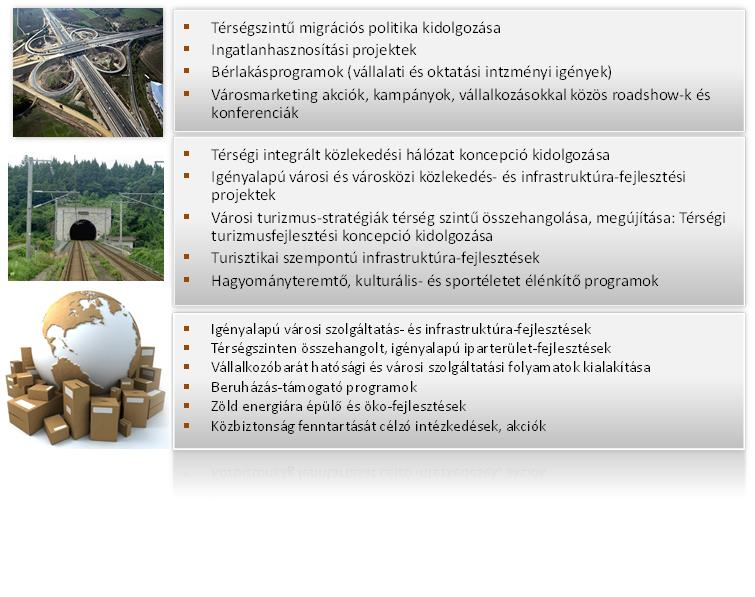 Térségszintű migrációs politika kidolgozása
Ingatlanhasznosítási projektek
Bérlakásprogramok (vállalati és oktatási intzményi igények)
Városmarketing akciók, kampányok, vállalkozásokkal közös roadshow-k és
konferenciák
Térségi integrált közlekedési hálózat koncepció kidolgozása
Igényalapú városi és városközi közlekedés- és infrastruktúra-fejlesztési
projektek
Városi turizmus-stratégiák térség szintű összehangolása, megújítása: Térségi
turizmusfejlesztési koncepció kidolgozása
Turisztikai szempontú infrastruktúra-fejlesztések
Hagyományteremtő, kulturális- és sportéletet élénkítő programok
Igényalapú városi szolgáltatás- és infrastruktúra-fejlesztések
Térségszinten összehangolt, igényalapú iparterület-fejlesztések
Vállalkozóbarát hatósági és városi szolgáltatási folyamatok kialakítása
Beruházás-támogató programok
Zöld energiára épülő és öko-fejlesztések
Közbiztonság fenntartását célzó intézkedések, akciók